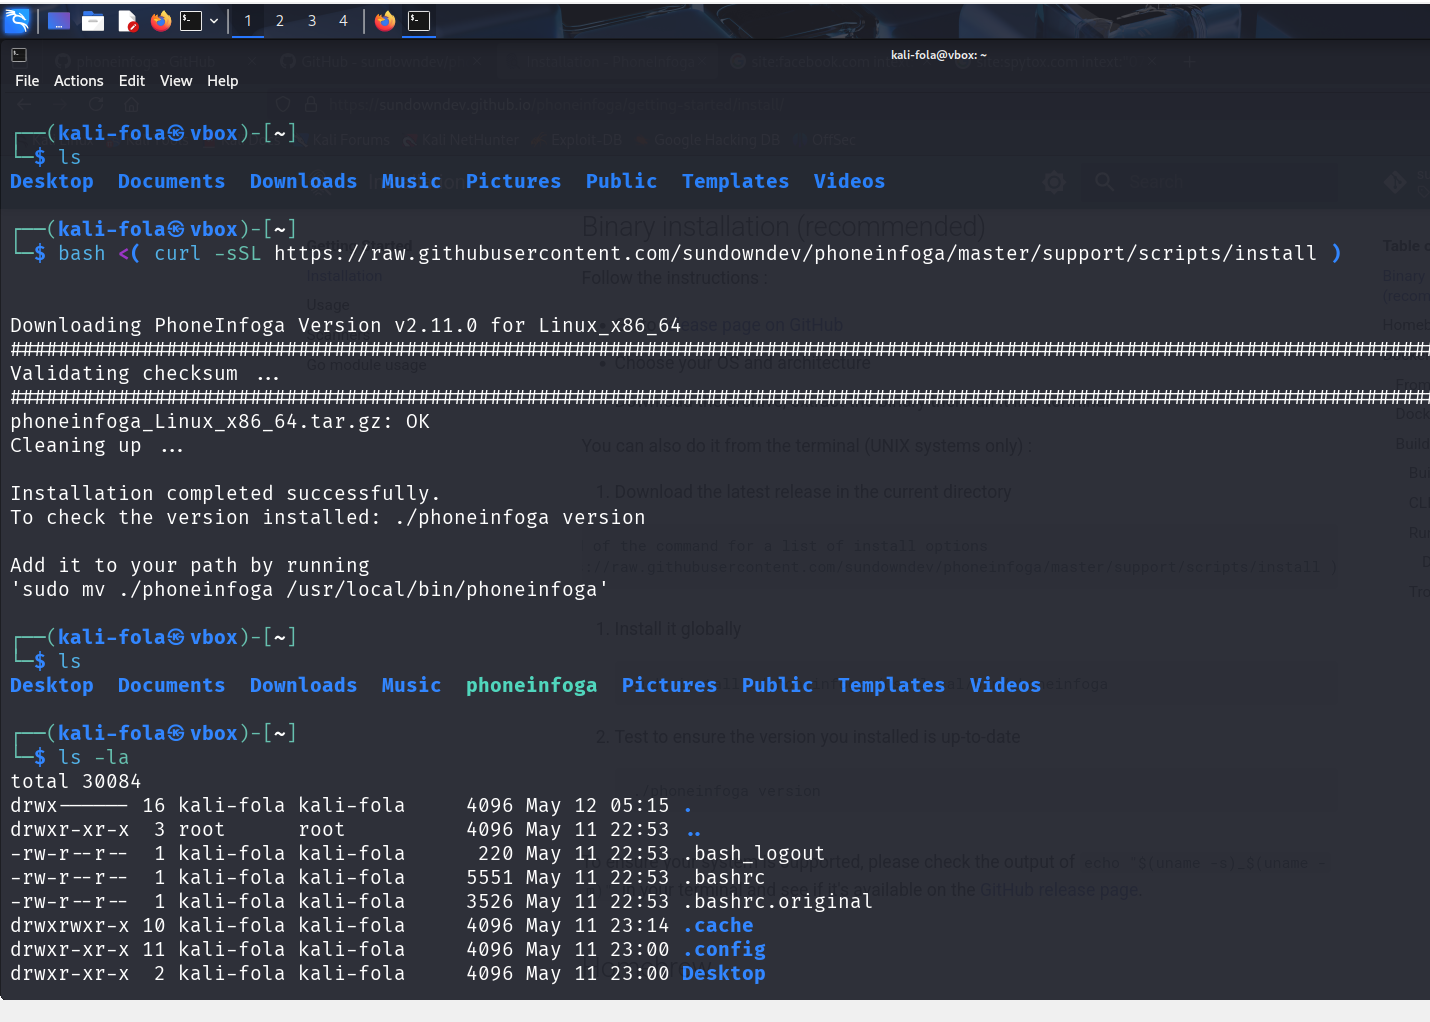 1 2 3 4
kali-fola@vbox: ~
File Actions Edit View Help
┌──(kali-fola㉿vbox)-[~]
└─$ ls
Desktop Documents Downloads Music Pictures Public Templates Videos
┌──(kali-fola㉿vbox)-[~]
└─$ bash <( curl -sSL https://raw.githubusercontent.com/sundowndev/phoneinfoga/master/support/scripts/install )
Downloading PhoneInfoga Version v2.11.0 for Linux_x86_64
#######################################################################################################################
Validating checksum ...
#######################################################################################################################
phoneinfoga_Linux_x86_64.tar.gz: OK
Cleaning up ...
Installation completed successfully.
To check the version installed: ./phoneinfoga version
Add it to your path by running
'sudo mv ./phoneinfoga /usr/local/bin/phoneinfoga'
┌──(kali-fola㉿vbox)-[~]
└─$ ls
Desktop Documents Downloads Music phoneinfoga Pictures Public Templates Videos
┌──(kali-fola㉿vbox)-[~]
└─$ ls -la
total 30084
drwx------ 16 kali-fola kali-fola 4096 May 12 05:15 .
drwxr-xr-x 3 root root 4096 May 11 22:53 ..
-rw-r--r-- 1 kali-fola kali-fola 220 May 11 22:53 .bash_logout
-rw-r--r-- 1 kali-fola kali-fola 5551 May 11 22:53 .bashrc
-rw-r--r-- 1 kali-fola kali-fola 3526 May 11 22:53 .bashrc.original
drwxrwxr-x 10 kali-fola kali-fola 4096 May 11 23:14 .cache
drwxr-xr-x 11 kali-fola kali-fola 4096 May 11 23:00 .config
drwxr-xr-x 2 kali-fola kali-fola 4096 May 11 23:00 Desktop